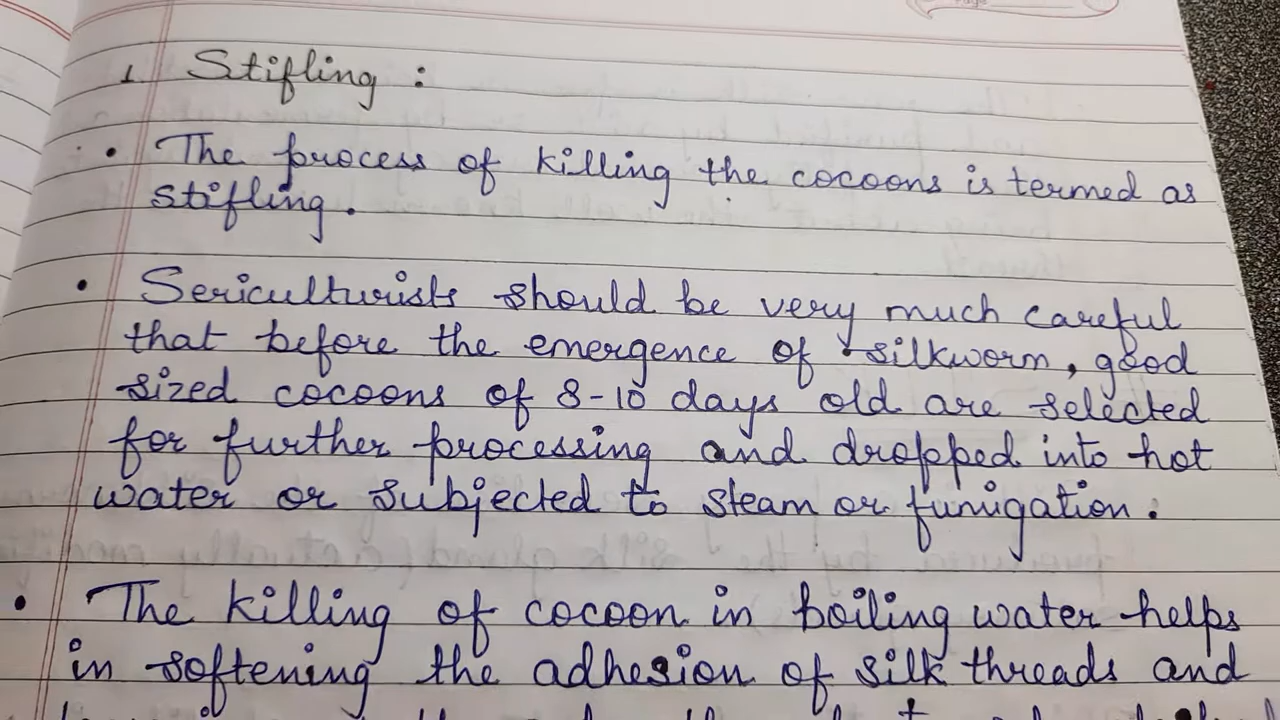 1. Stifling :
• The process of killing the cocoons is termed as
stifling.
• Sericulturists should be very much careful
that before the emergence of silkworm, good
sized cocoons of 8-10 days old are selected
for further processing and dropped into hot
water or subjected to steam or fumigation.
• The killing of cocoon in boiling water helps
in softening the adhesion of silk threads and